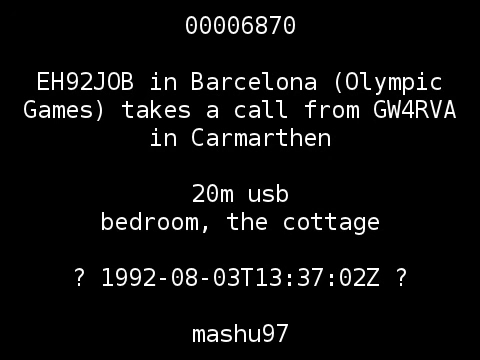 00006870
EH92JOB in Barcelona (Olympic
Games) takes a call from GW4RVA
in Carmarthen
20m usb
bedroom, the cottage
? 1992-08-03T13:37:02Z ?
mashu97